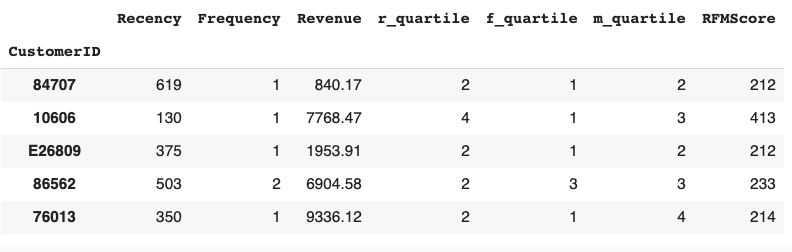 Recency Frequency Revenue r_quartile f_quartile m_quartile RFMScore
CustomerID
84707 619 1 840.17 2 1 2 212
10606 130 1 7768.47 4 1 3 413
E26809 375 1 1953.91 2 1 2 212
86562 503 2 6904.58 2 3 3 233
76013 350 1 9336.12 2 1 4 214